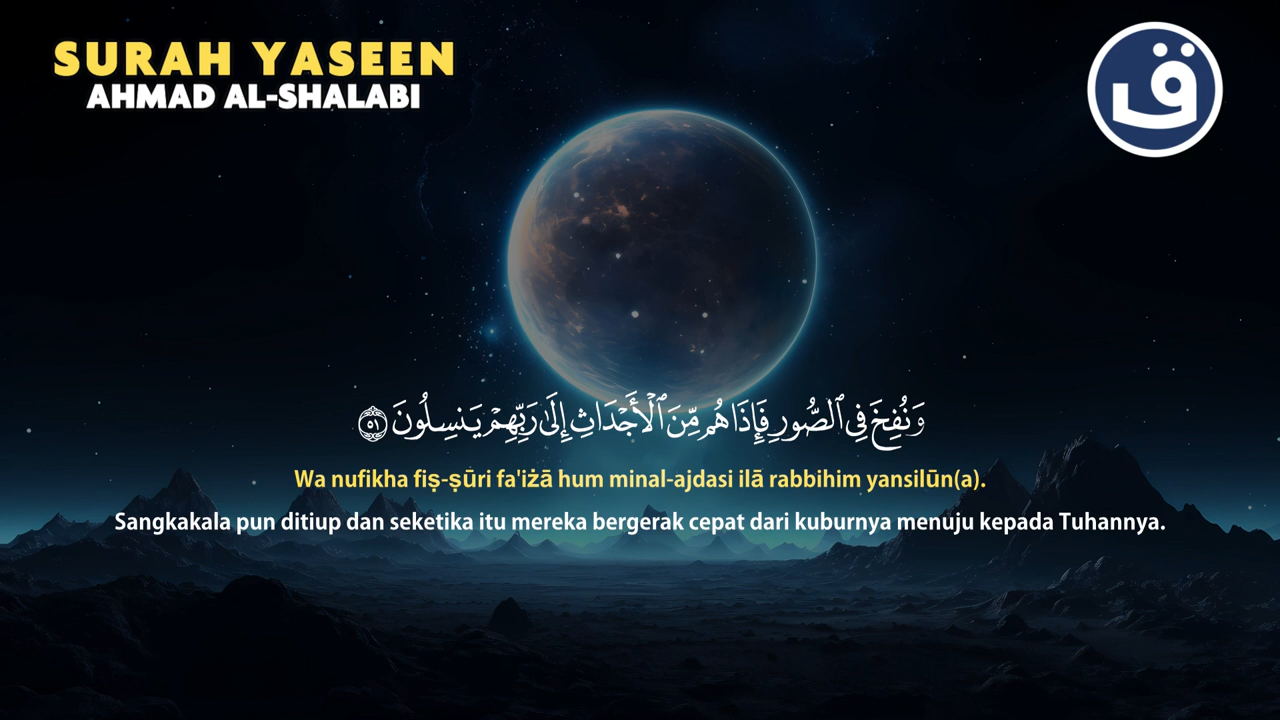 SURAH YASEEN
AHMAD AL-SHALABI
ق
وَنُفِخَ فِى ٱلصُّورِ فَإِذَا هُم مِّنَ ٱلْأَجْدَاثِ إِلَىٰ رَبِّهِمْ يَنسِلُونَ ٥١
Wa nufikha fiṣ-ṣūri fa'iżā hum minal-ajdasi ilā rabbihim yansilūn(a).
Sangkakala pun ditiup dan seketika itu mereka bergerak cepat dari kuburnya menuju kepada Tuhannya.